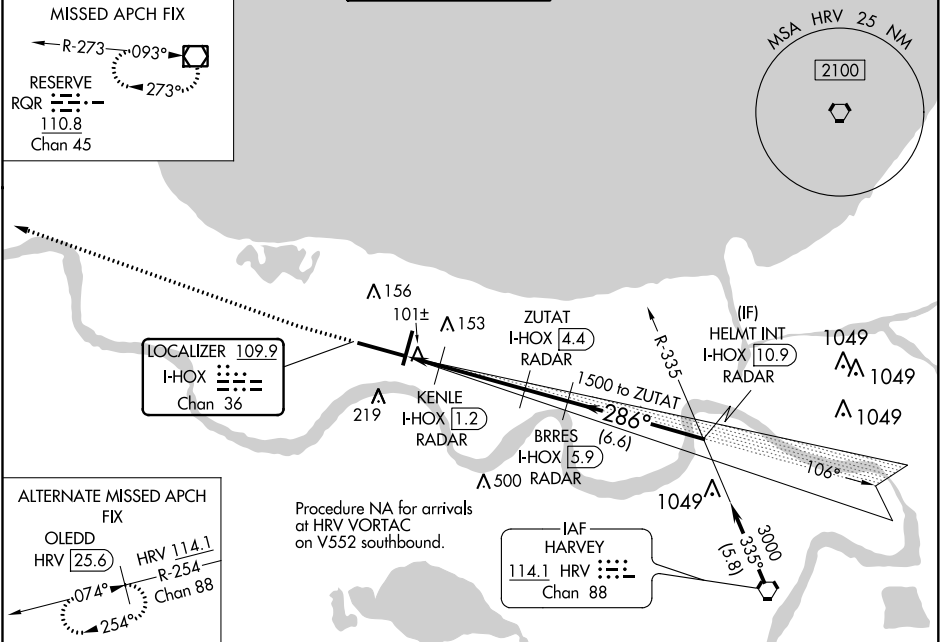 MISSED APCH FIX
R-273
093°
273°
RESERVE
RQR
110.8
Chan 45
MSA HRV 25 NM
2100
156
101±
153
219
500
LOCALIZER 109.9
I-HOX
Chan 36
KENLE
I-HOX 1.2
RADAR
ZUTAT
I-HOX 4.4
RADAR
BRRES
I-HOX 5.9
RADAR
1500 to ZUTAT
286°
(6.6)
R-335
(IF)
HELMT INT
I-HOX 10.9
RADAR
1049
1049
1049
106°
1049
3000
335°
(5.8)
IAF
HARVEY
114.1 HRV
Chan 88
Procedure NA for arrivals
at HRV VORTAC
on V552 southbound.
ALTERNATE MISSED APCH
FIX
OLEDD
HRV 25.6
HRV 114.1
R-254
Chan 88
074°
254°